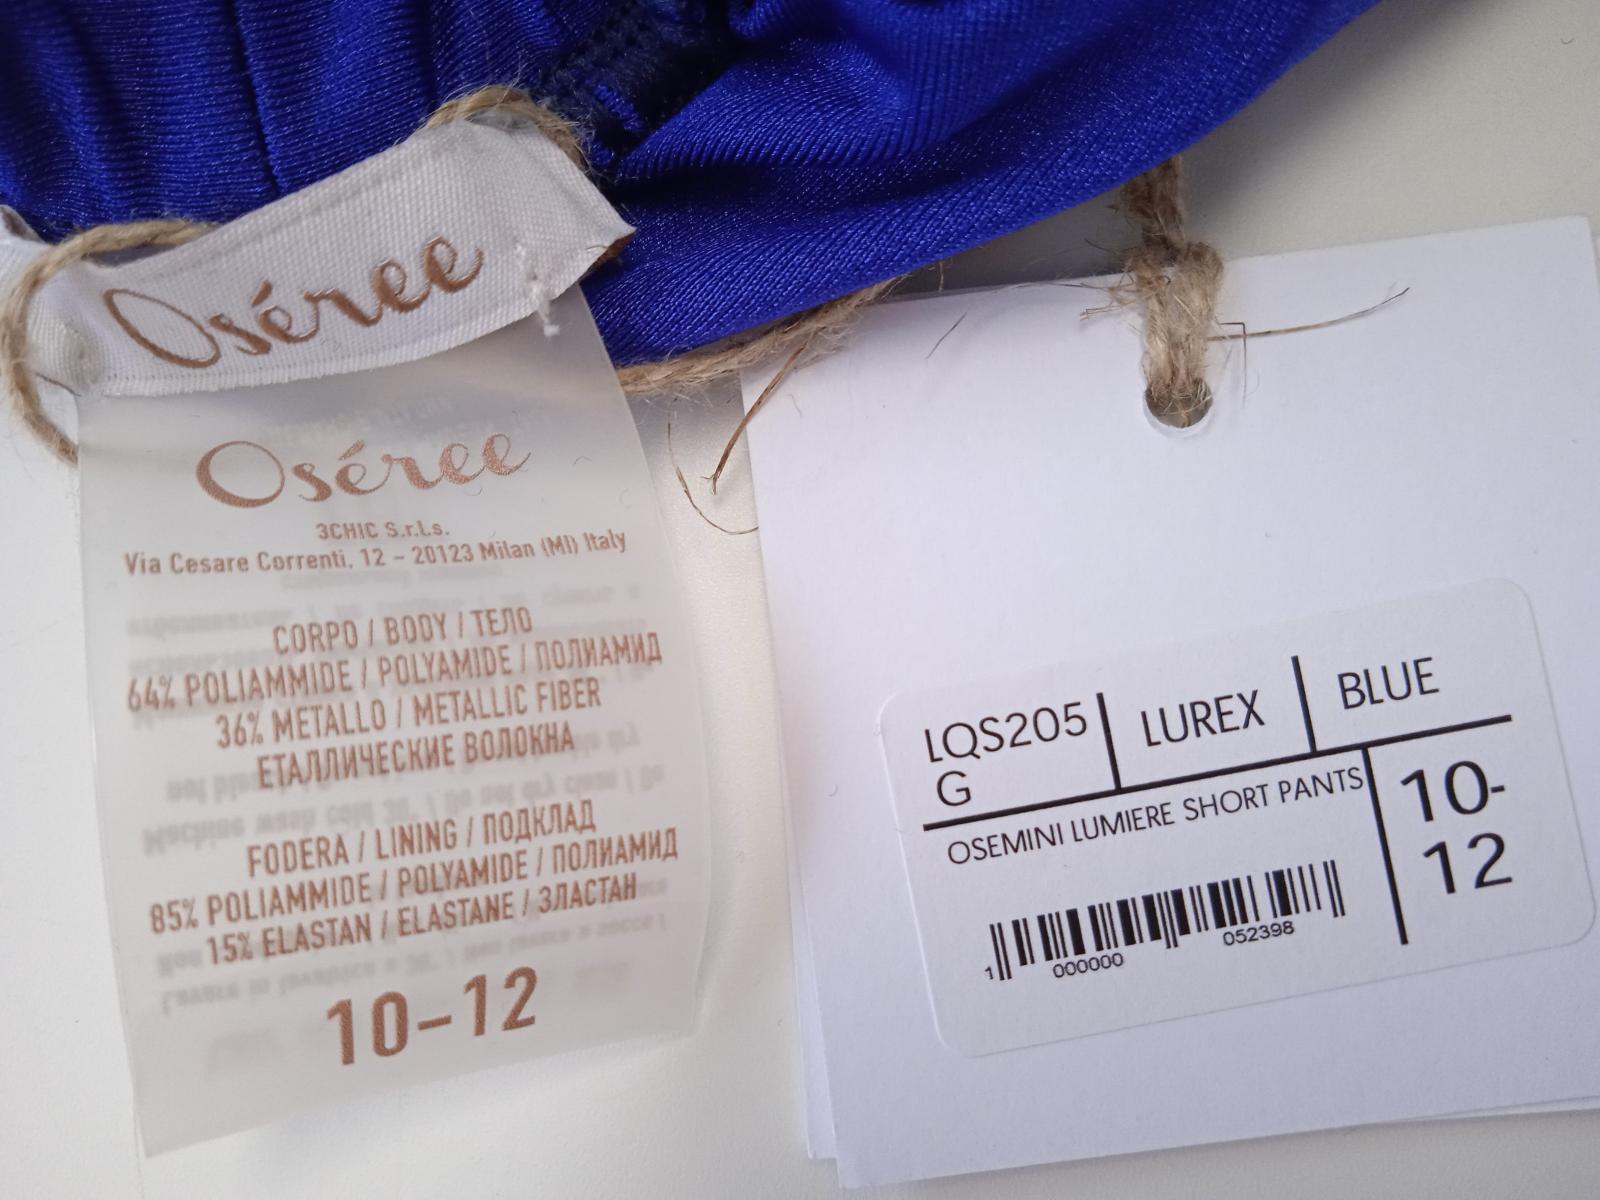 Oséree
Oséree
3CHIC S.r.l.s.
Via Cesare Correnti, 12 – 20123 Milan (MI) Italy
CORPO / BODY / ТЕЛО
64% POLIAMMIDE / POLYAMIDE / ПОЛИАМИД
36% METALLO / METALLIC FIBER
ЕТАЛЛИЧЕСКИЕ ВОЛОКНА
FODERA / LINING / ПОДКЛАД
85% POLIAMMIDE / POLYAMIDE / ПОЛИАМИД
15% ELASTAN / ELASTANE / ЭЛАСТАН
10–12
LQS205
G
LUREX
BLUE
OSEMINI LUMIERE SHORT PANTS
10-
12
1 000000 052398